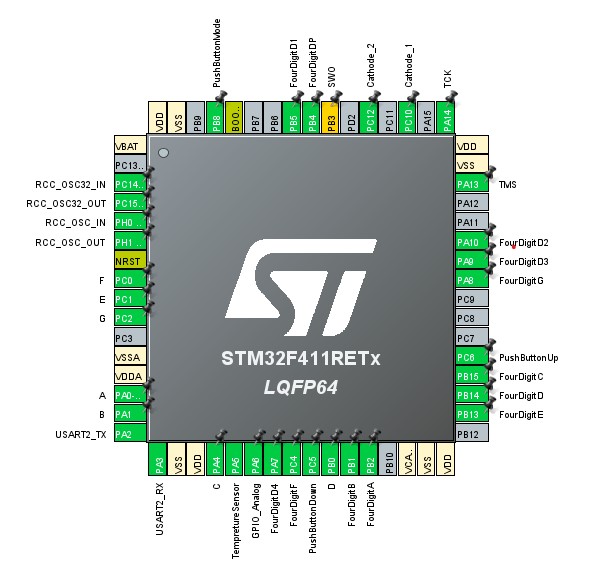 PushButtonMode
FourDigitD1
FourDigitDP
SWO
Cathode_2
Cathode_1
TCK
VDD
VSS
PB9
PB8
BOO..
PB7
PB6
PB5
PB4
PB3
PD2
PC12
PC11
PC10
PA15
PA14
VBAT
PC13..
RCC_OSC32_IN PC14..
RCC_OSC32_OUT PC15..
RCC_OSC_IN PH0 ..
RCC_OSC_OUT PH1 ..
NRST
F PC0
E PC1
G PC2
PC3
VSSA
VDDA
A PA0-..
B PA1
USART2_TX PA2
VDD
VSS
PA13 TMS
PA12
PA11
PA10 FourDigitD2
PA9 FourDigitD3
PA8 FourDigitG
PC9
PC8
PC7
PC6 PushButtonUp
PB15 FourDigitC
PB14 FourDigitD
PB13 FourDigitE
PB12
ST
STM32F411RETx
LQFP64
PA3
VSS
VDD
PA4
PA5
PA6
PA7
PC4
PC5
PB0
PB1
PB2
PB10
VCA..
VSS
VDD
USART2_RX
C
TempretureSensor
GPIO_Analog
FourDigitD4
FourDigitF
PushButtonDown
D
FourDigitB
FourDigitA